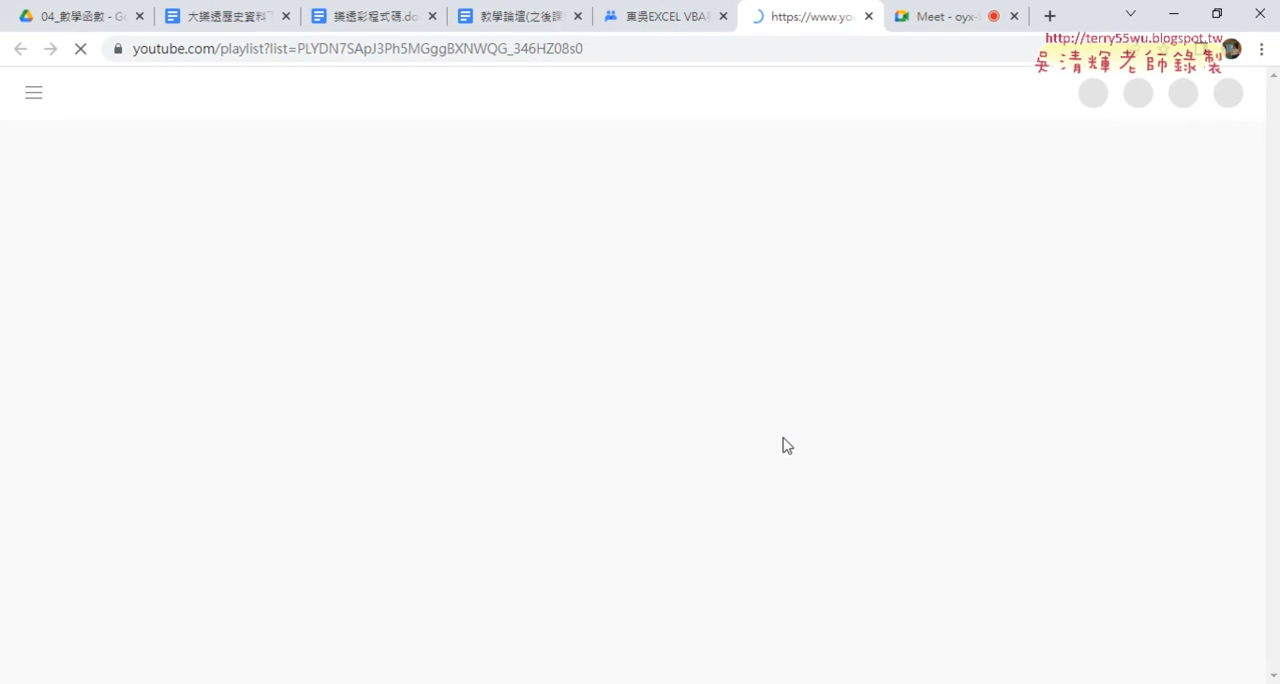 04_數學函數 - G
大樂透歷史資料
樂透彩程式碼.do
教學論壇(之後課
東吳EXCEL VBA
https://www.yo
Meet - oyx-
youtube.com/playlist?list=PLYDN7SApJ3Ph5MGggBXNWQG_346HZ08s0
http://terry55wu.blogspot.tw
吳清輝老師錄製